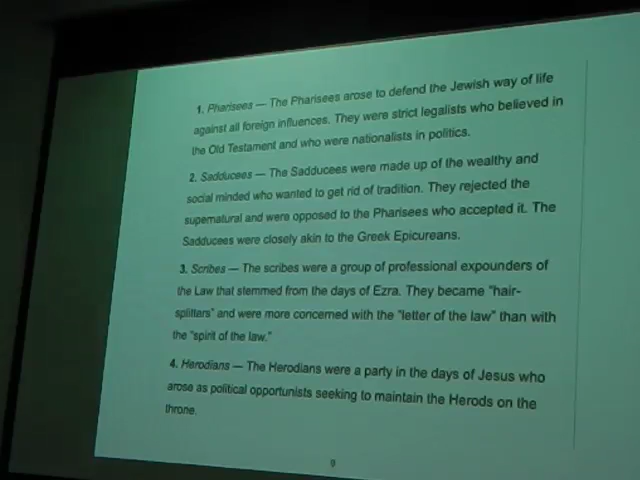 1. Pharisees — The Pharisees arose to defend the Jewish way of life
against all foreign influences. They were strict legalists who believed in
the Old Testament and who were nationalists in politics.
2. Sadducees — The Sadducees were made up of the wealthy and
social minded who wanted to get rid of tradition. They rejected the
supernatural and were opposed to the Pharisees who accepted it. The
Sadducees were closely akin to the Greek Epicureans.
3. Scribes — The scribes were a group of professional expounders of
the Law that stemmed from the days of Ezra. They became "hair-
splitters" and were more concerned with the "letter of the law" than with
the "spirit of the law."
4. Herodians — The Herodians were a party in the days of Jesus who
arose as political opportunists seeking to maintain the Herods on the
throne.